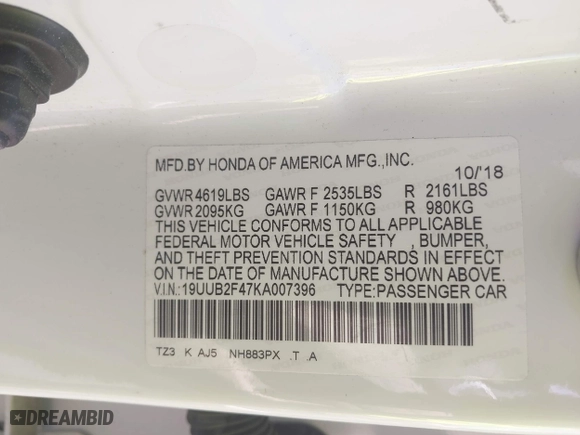 MFD.BY HONDA OF AMERICA MFG.,INC.
10/'18
GVWR 4619LBS GAWR F 2535LBS R 2161LBS
GVWR 2095KG GAWR F 1150KG R 980KG
THIS VEHICLE CONFORMS TO ALL APPLICABLE
FEDERAL MOTOR VEHICLE SAFETY , BUMPER,
AND THEFT PREVENTION STANDARDS IN EFFECT
ON THE DATE OF MANUFACTURE SHOWN ABOVE.
V.I.N.: 19UUB2F47KA007396 TYPE:PASSENGER CAR
TZ3 K AJ5 NH883PX .T .A
DREAMBID